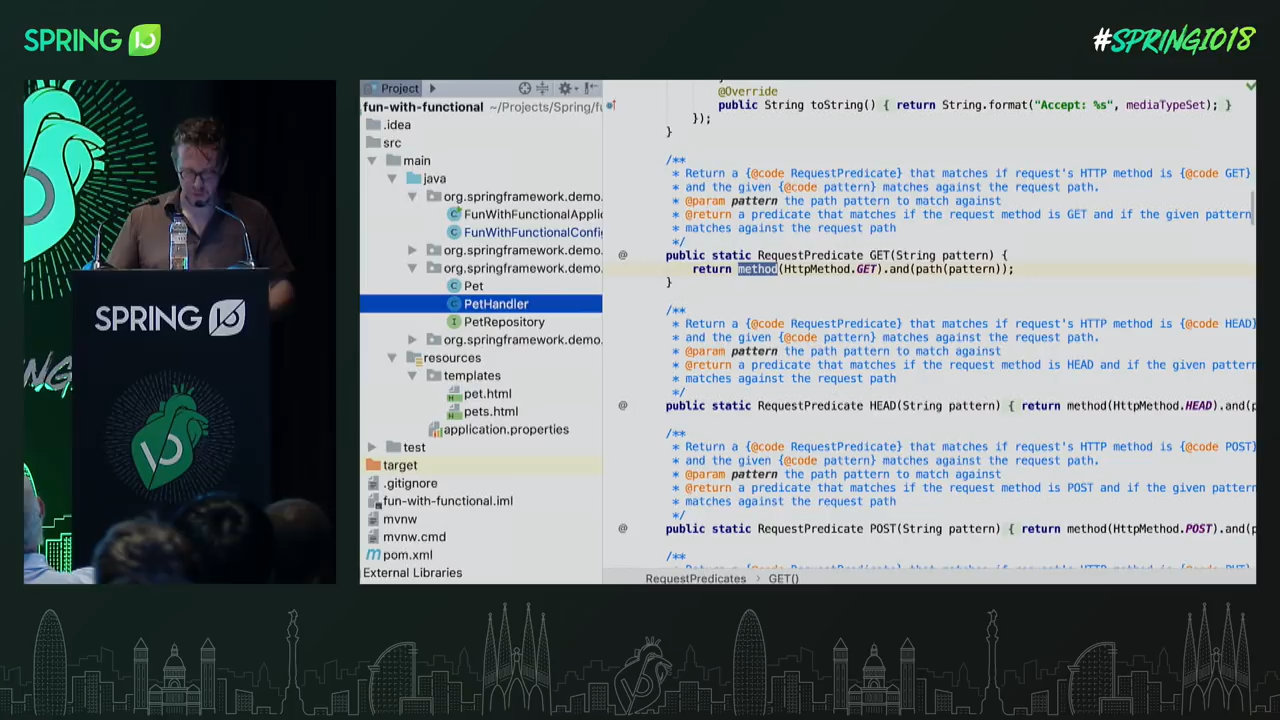 SPRING IO
#SPRINGIO18
SPRING IO
IO
Project
fun-with-functional ~/Projects/Spring/fu
.idea
src
main
java
org.springframework.demo.
FunWithFunctionalApplic
FunWithFunctionalConfig
org.springframework.demo.
org.springframework.demo.
Pet
PetHandler
PetRepository
org.springframework.demo.
resources
templates
pet.html
pets.html
application.properties
test
target
.gitignore
fun-with-functional.iml
mvnw
mvnw.cmd
pom.xml
External Libraries
@Override
public String toString() { return String.format("Accept: %s", mediaTypeSet); }
});
}
/**
* Return a {@code RequestPredicate} that matches if request's HTTP method is {@code GET}
* and the given {@code pattern} matches against the request path.
* @param pattern the path pattern to match against
* @return a predicate that matches if the request method is GET and if the given pattern
* matches against the request path
*/
public static RequestPredicate GET(String pattern) {
return method(HttpMethod.GET).and(path(pattern));
}
/**
* Return a {@code RequestPredicate} that matches if request's HTTP method is {@code HEAD}
* and the given {@code pattern} matches against the request path.
* @param pattern the path pattern to match against
* @return a predicate that matches if the request method is HEAD and if the given pattern
* matches against the request path
*/
public static RequestPredicate HEAD(String pattern) { return method(HttpMethod.HEAD).and(p
/**
* Return a {@code RequestPredicate} that matches if request's HTTP method is {@code POST}
* and the given {@code pattern} matches against the request path.
* @param pattern the path pattern to match against
* @return a predicate that matches if the request method is POST and if the given pattern
* matches against the request path
*/
public static RequestPredicate POST(String pattern) { return method(HttpMethod.POST).and(p
/**
RequestPredicates > GET()